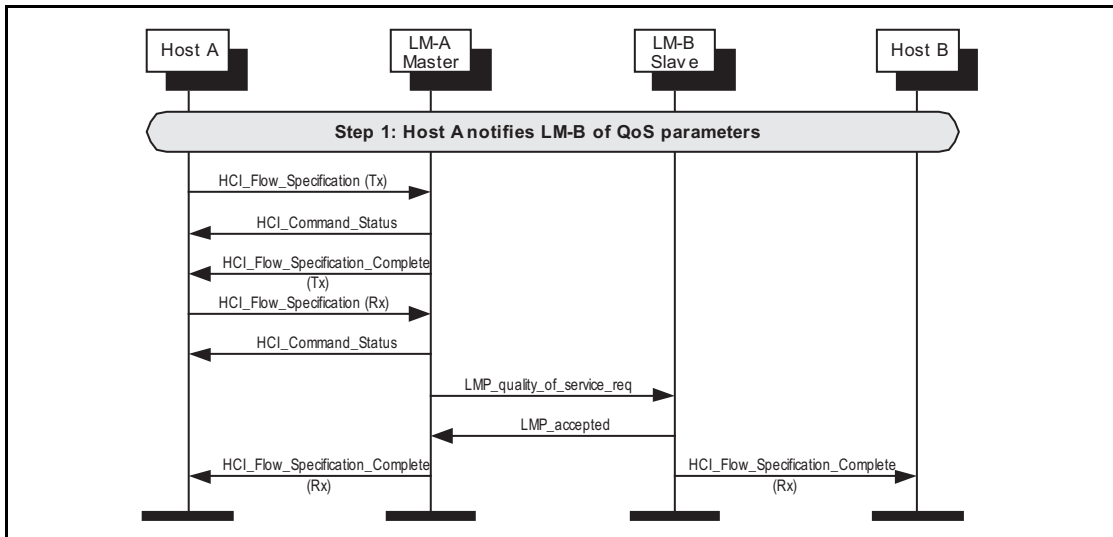 Host A
LM-A
Master
LM-B
Slave
Host B
Step 1: Host A notifies LM-B of QoS parameters
HCI_Flow_Specification (Tx)
HCI_Command_Status
HCI_Flow_Specification_Complete
(Tx)
HCI_Flow_Specification (Rx)
HCI_Command_Status
LMP_quality_of_service_req
LMP_accepted
HCI_Flow_Specification_Complete
(Rx)
HCI_Flow_Specification_Complete
(Rx)